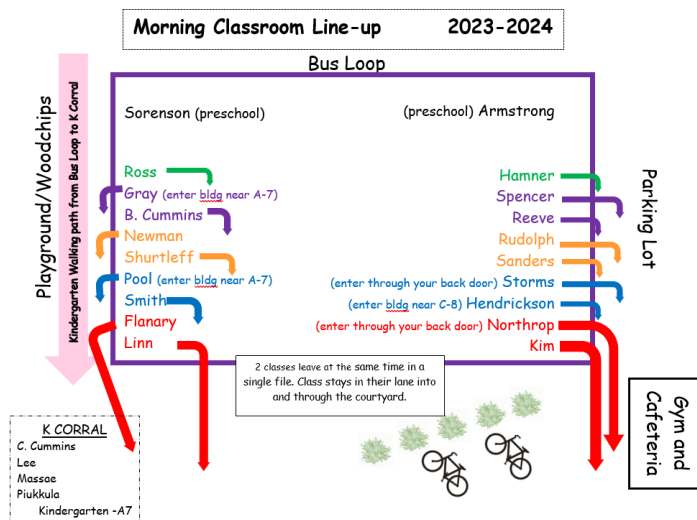 Morning Classroom Line-up 2023-2024
Bus Loop
Playground/Woodchips
Kindergarten Walking path from Bus Loop to K Corral
Sorenson (preschool)
(preschool) Armstrong
Ross
Gray (enter bldg near A-7)
B. Cummins
Newman
Shurtleff
Pool (enter bldg near A-7)
Smith
Flanary
Linn
Hamner
Spencer
Reeve
Rudolph
Sanders
(enter through your back door) Storms
(enter bldg near C-8) Hendrickson
(enter through your back door) Northrop
Kim
Parking Lot
2 classes leave at the same time in a
single file. Class stays in their lane into
and through the courtyard.
Gym and
Cafeteria
K CORRAL
C. Cummins
Lee
Massae
Piukkula
Kindergarten -A7